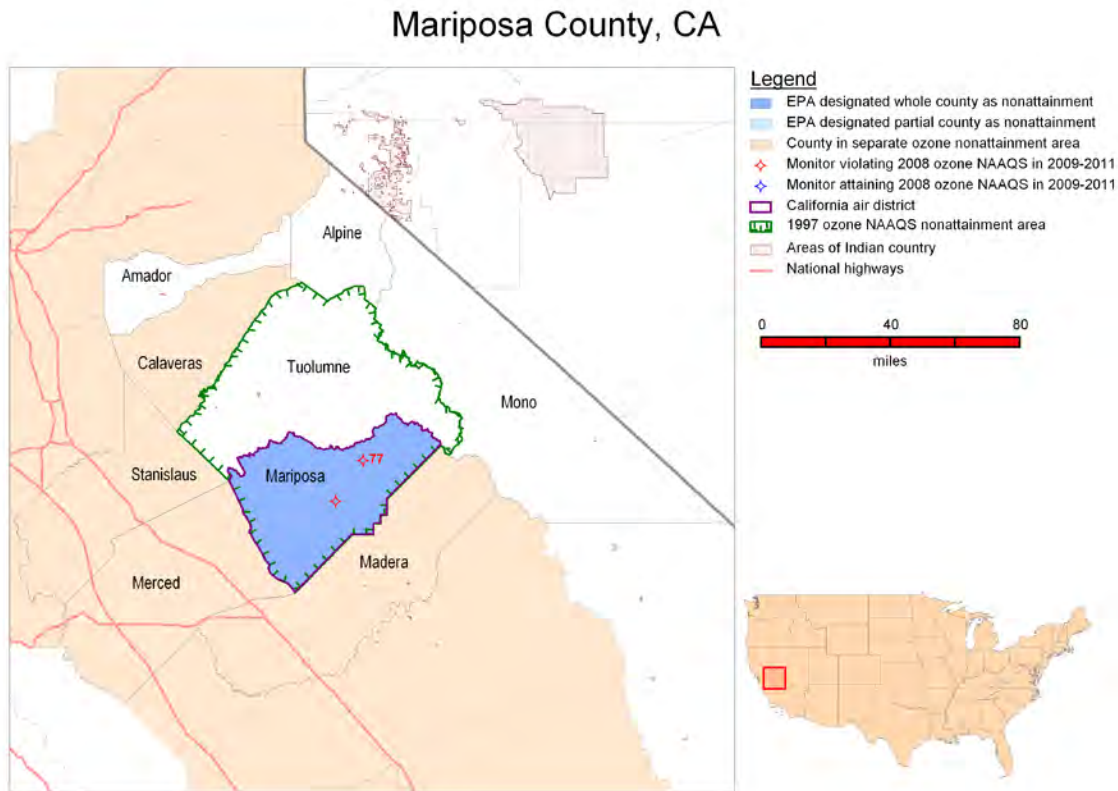 Mariposa County, CA
Alpine
Amador
Calaveras
Tuolumne
Mono
Stanislaus
Mariposa
77
Merced
Madera
Legend
EPA designated whole county as nonattainment
EPA designated partial county as nonattainment
County in separate ozone nonattainment area
Monitor violating 2008 ozone NAAQS in 2009-2011
Monitor attaining 2008 ozone NAAQS in 2009-2011
California air district
1997 ozone NAAQS nonattainment area
Areas of Indian country
National highways
0 40 80
miles